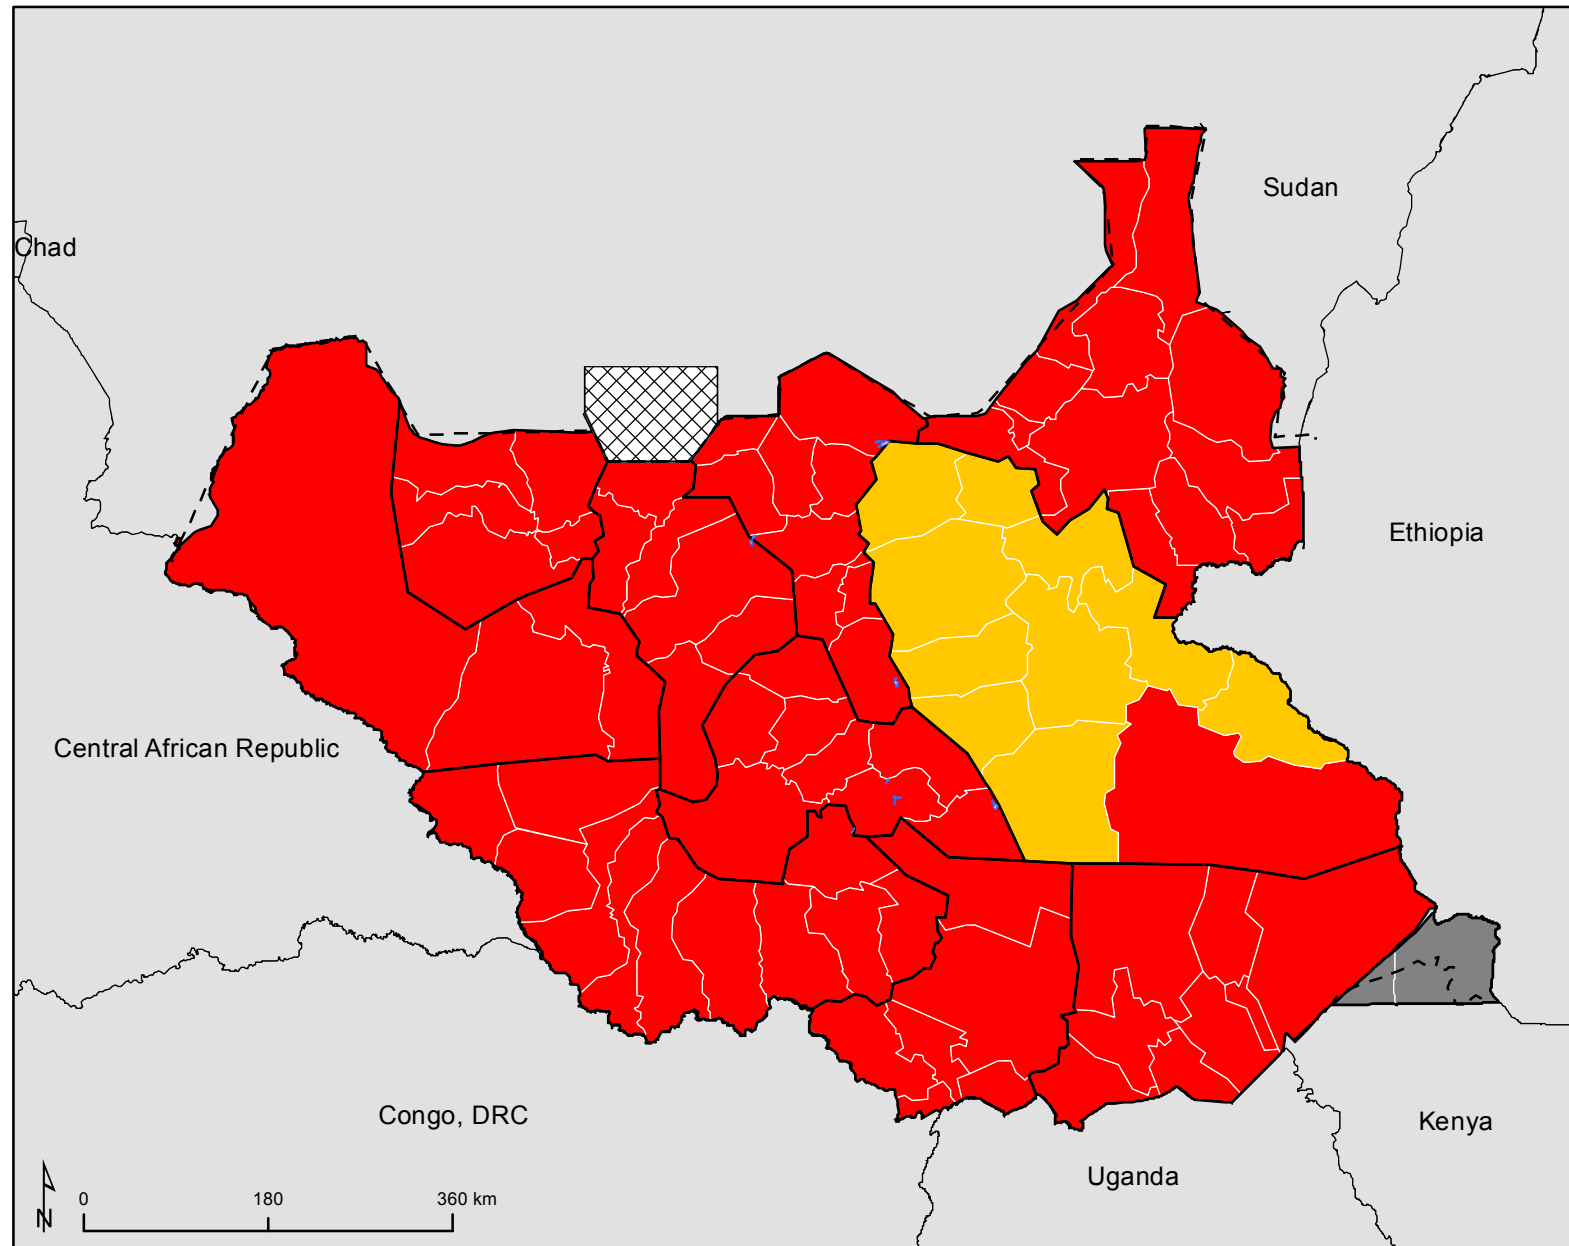 Sudan
Chad
Ethiopia
Central African Republic
Congo, DRC
Kenya
Uganda
N
0 180 360 km